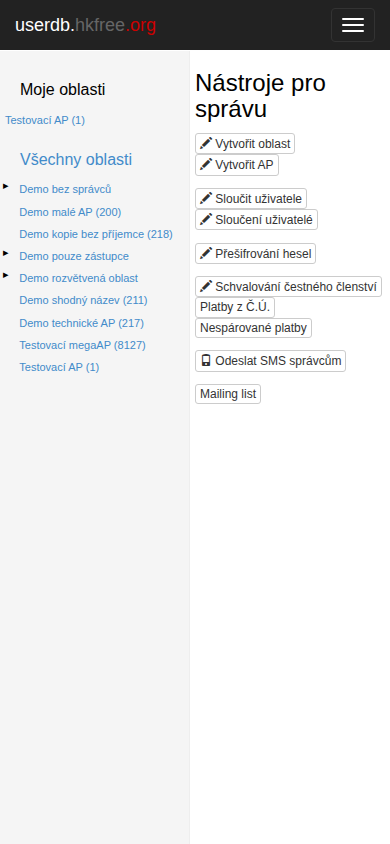 userdb.hkfree.org
Moje oblasti
Testovací AP (1)
Všechny oblasti
Demo bez správců
Demo malé AP (200)
Demo kopie bez příjemce (218)
Demo pouze zástupce
Demo rozvětvená oblast
Demo shodný název (211)
Demo technické AP (217)
Testovací megaAP (8127)
Testovací AP (1)
Nástroje pro
správu
Vytvořit oblast
Vytvořit AP
Sloučit uživatele
Sloučení uživatelé
Přešifrování hesel
Schvalování čestného členství
Platby z Č.Ú.
Nespárované platby
Odeslat SMS správcům
Mailing list